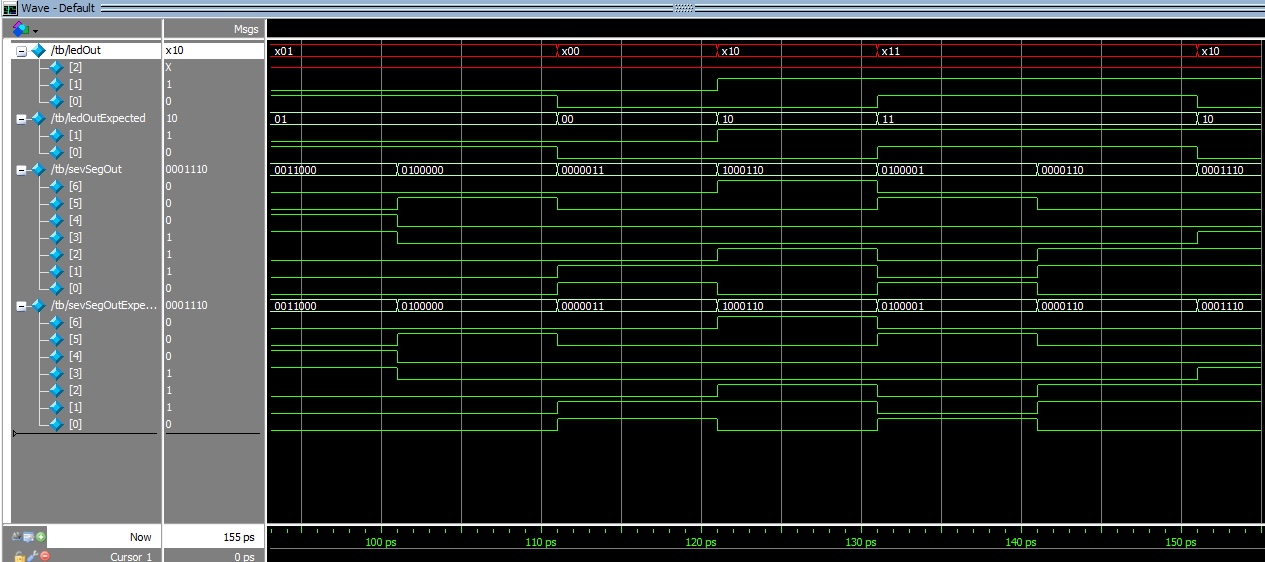 Wave - Default
Msgs
/tb/ledOut x10 x01 x00 x10 x11 x10
[2] X
[1] 1
[0] 0
/tb/ledOutExpected 10 01 00 10 11 10
[1] 1
[0] 0
/tb/sevSegOut 0001110 0011000 0100000 0000011 1000110 0100001 0000110 0001110
[6] 0
[5] 0
[4] 0
[3] 1
[2] 1
[1] 1
[0] 0
/tb/sevSegOutExpe... 0001110 0011000 0100000 0000011 1000110 0100001 0000110 0001110
[6] 0
[5] 0
[4] 0
[3] 1
[2] 1
[1] 1
[0] 0
Now 155 ps 100 ps 110 ps 120 ps 130 ps 140 ps 150 ps
Cursor 1 0 ps